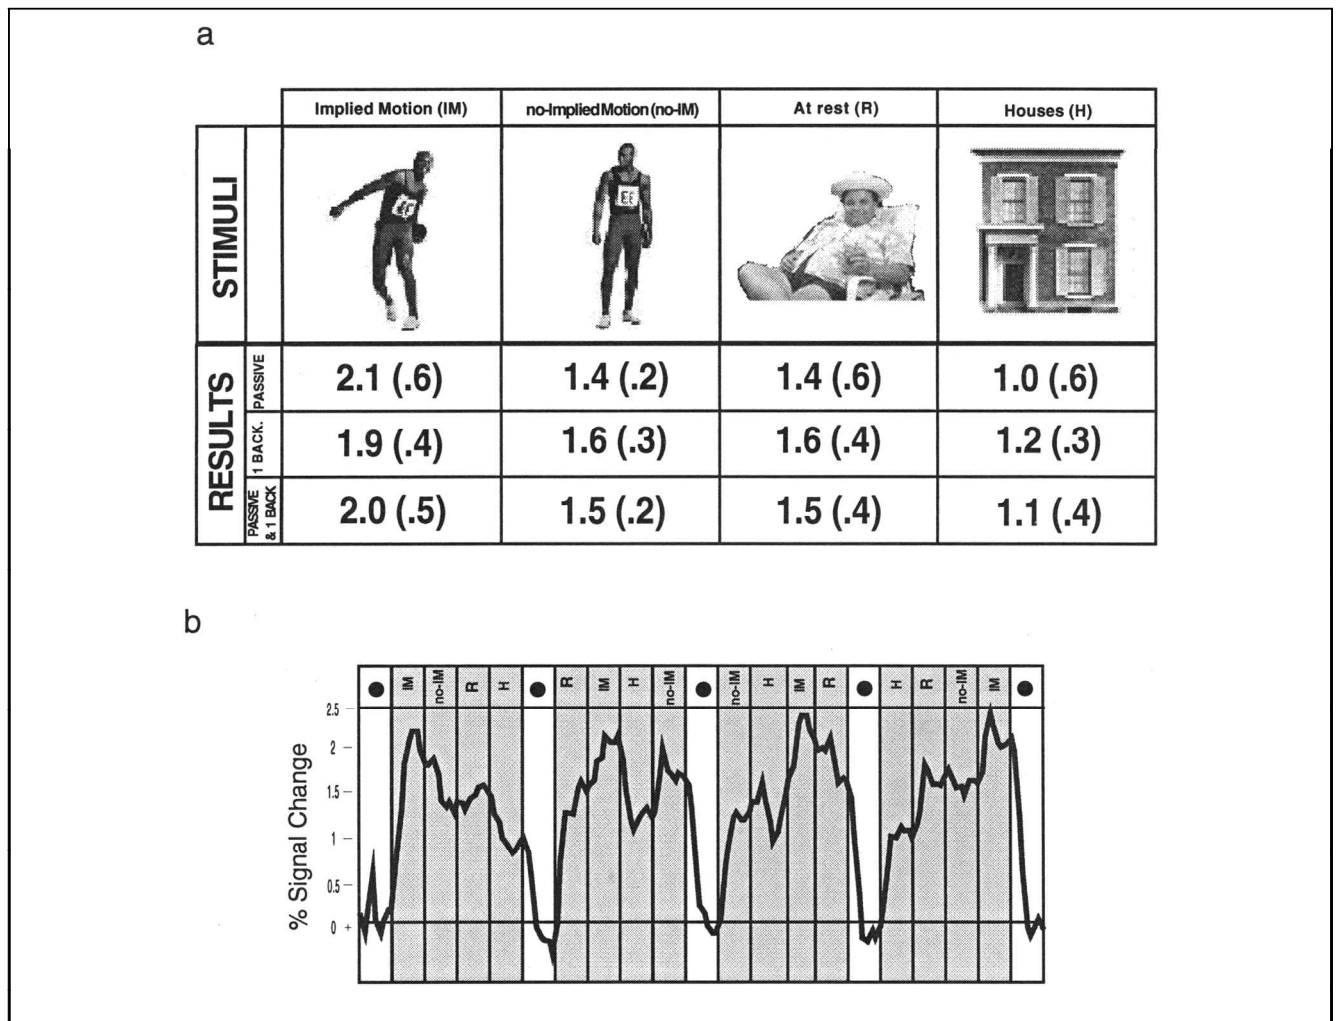 a
Implied Motion (IM) no-Implied Motion (no-IM) At rest (R) Houses (H)
STIMULI
RESULTS
PASSIVE 2.1 (.6) 1.4 (.2) 1.4 (.6) 1.0 (.6)
1 BACK. 1.9 (.4) 1.6 (.3) 1.6 (.4) 1.2 (.3)
PASSIVE & 1 BACK 2.0 (.5) 1.5 (.2) 1.5 (.4) 1.1 (.4)
b
IM no-IM R H R IM H no-IM no-IM H IM R H R no-IM IM
% Signal Change
2.5
2
1.5
1
0.5
0